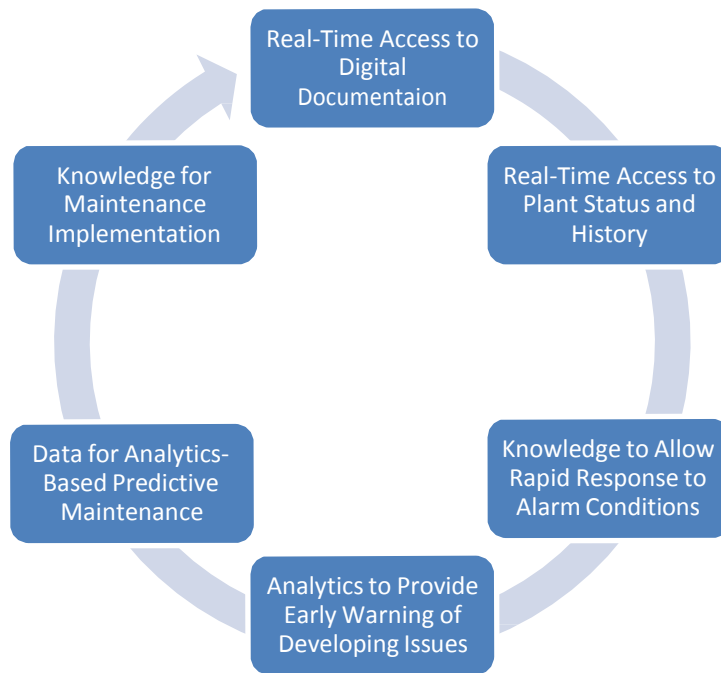 Real-Time Access to
Digital
Documentaion
Real-Time Access to
Plant Status and
History
Knowledge to Allow
Rapid Response to
Alarm Conditions
Analytics to Provide
Early Warning of
Developing Issues
Data for Analytics-
Based Predictive
Maintenance
Knowledge for
Maintenance
Implementation